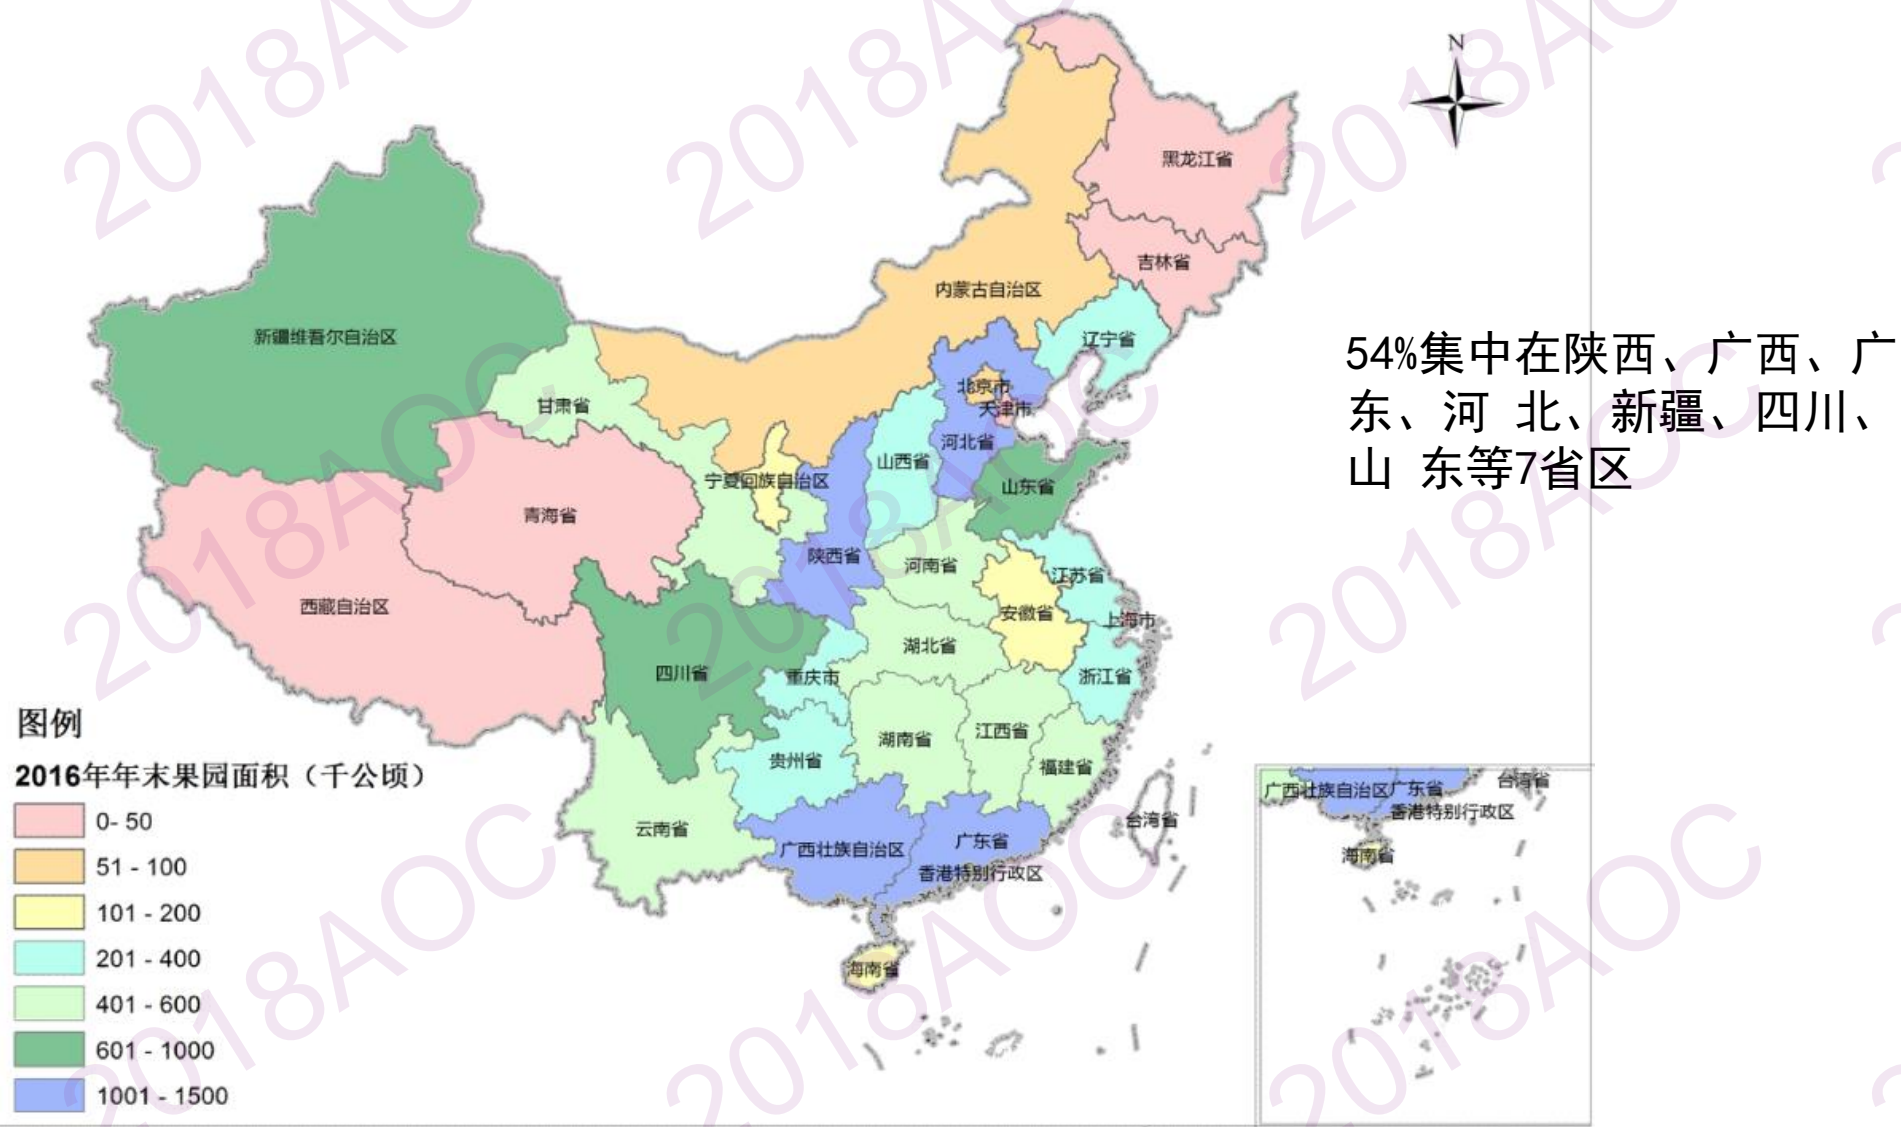 2018AOC
2018AOC
2018AOC
N
黑龙江省
吉林省
内蒙古自治区
新疆维吾尔自治区
辽宁省
54%集中在陕西、广西、广
东、河 北、新疆、四川、
山 东等7省区
北京市
天津市
甘肃省
河北省
山西省
宁夏回族自治区
山东省
青海省
陕西省
河南省
江苏省
西藏自治区
安徽省
上海市
湖北省
四川省
重庆市
浙江省
2018AOC
2018AOC
2018AOC
图例
2016年年末果园面积（千公顷）
0- 50
51 - 100
101 - 200
201 - 400
401 - 600
601 - 1000
1001 - 1500
江西省
湖南省
贵州省
福建省
云南省
台湾省
广西壮族自治区
广东省
香港特别行政区
海南省
广西壮族自治区
广东省
台湾省
香港特别行政区
海南省
2018AOC
2018AOC
2018AOC